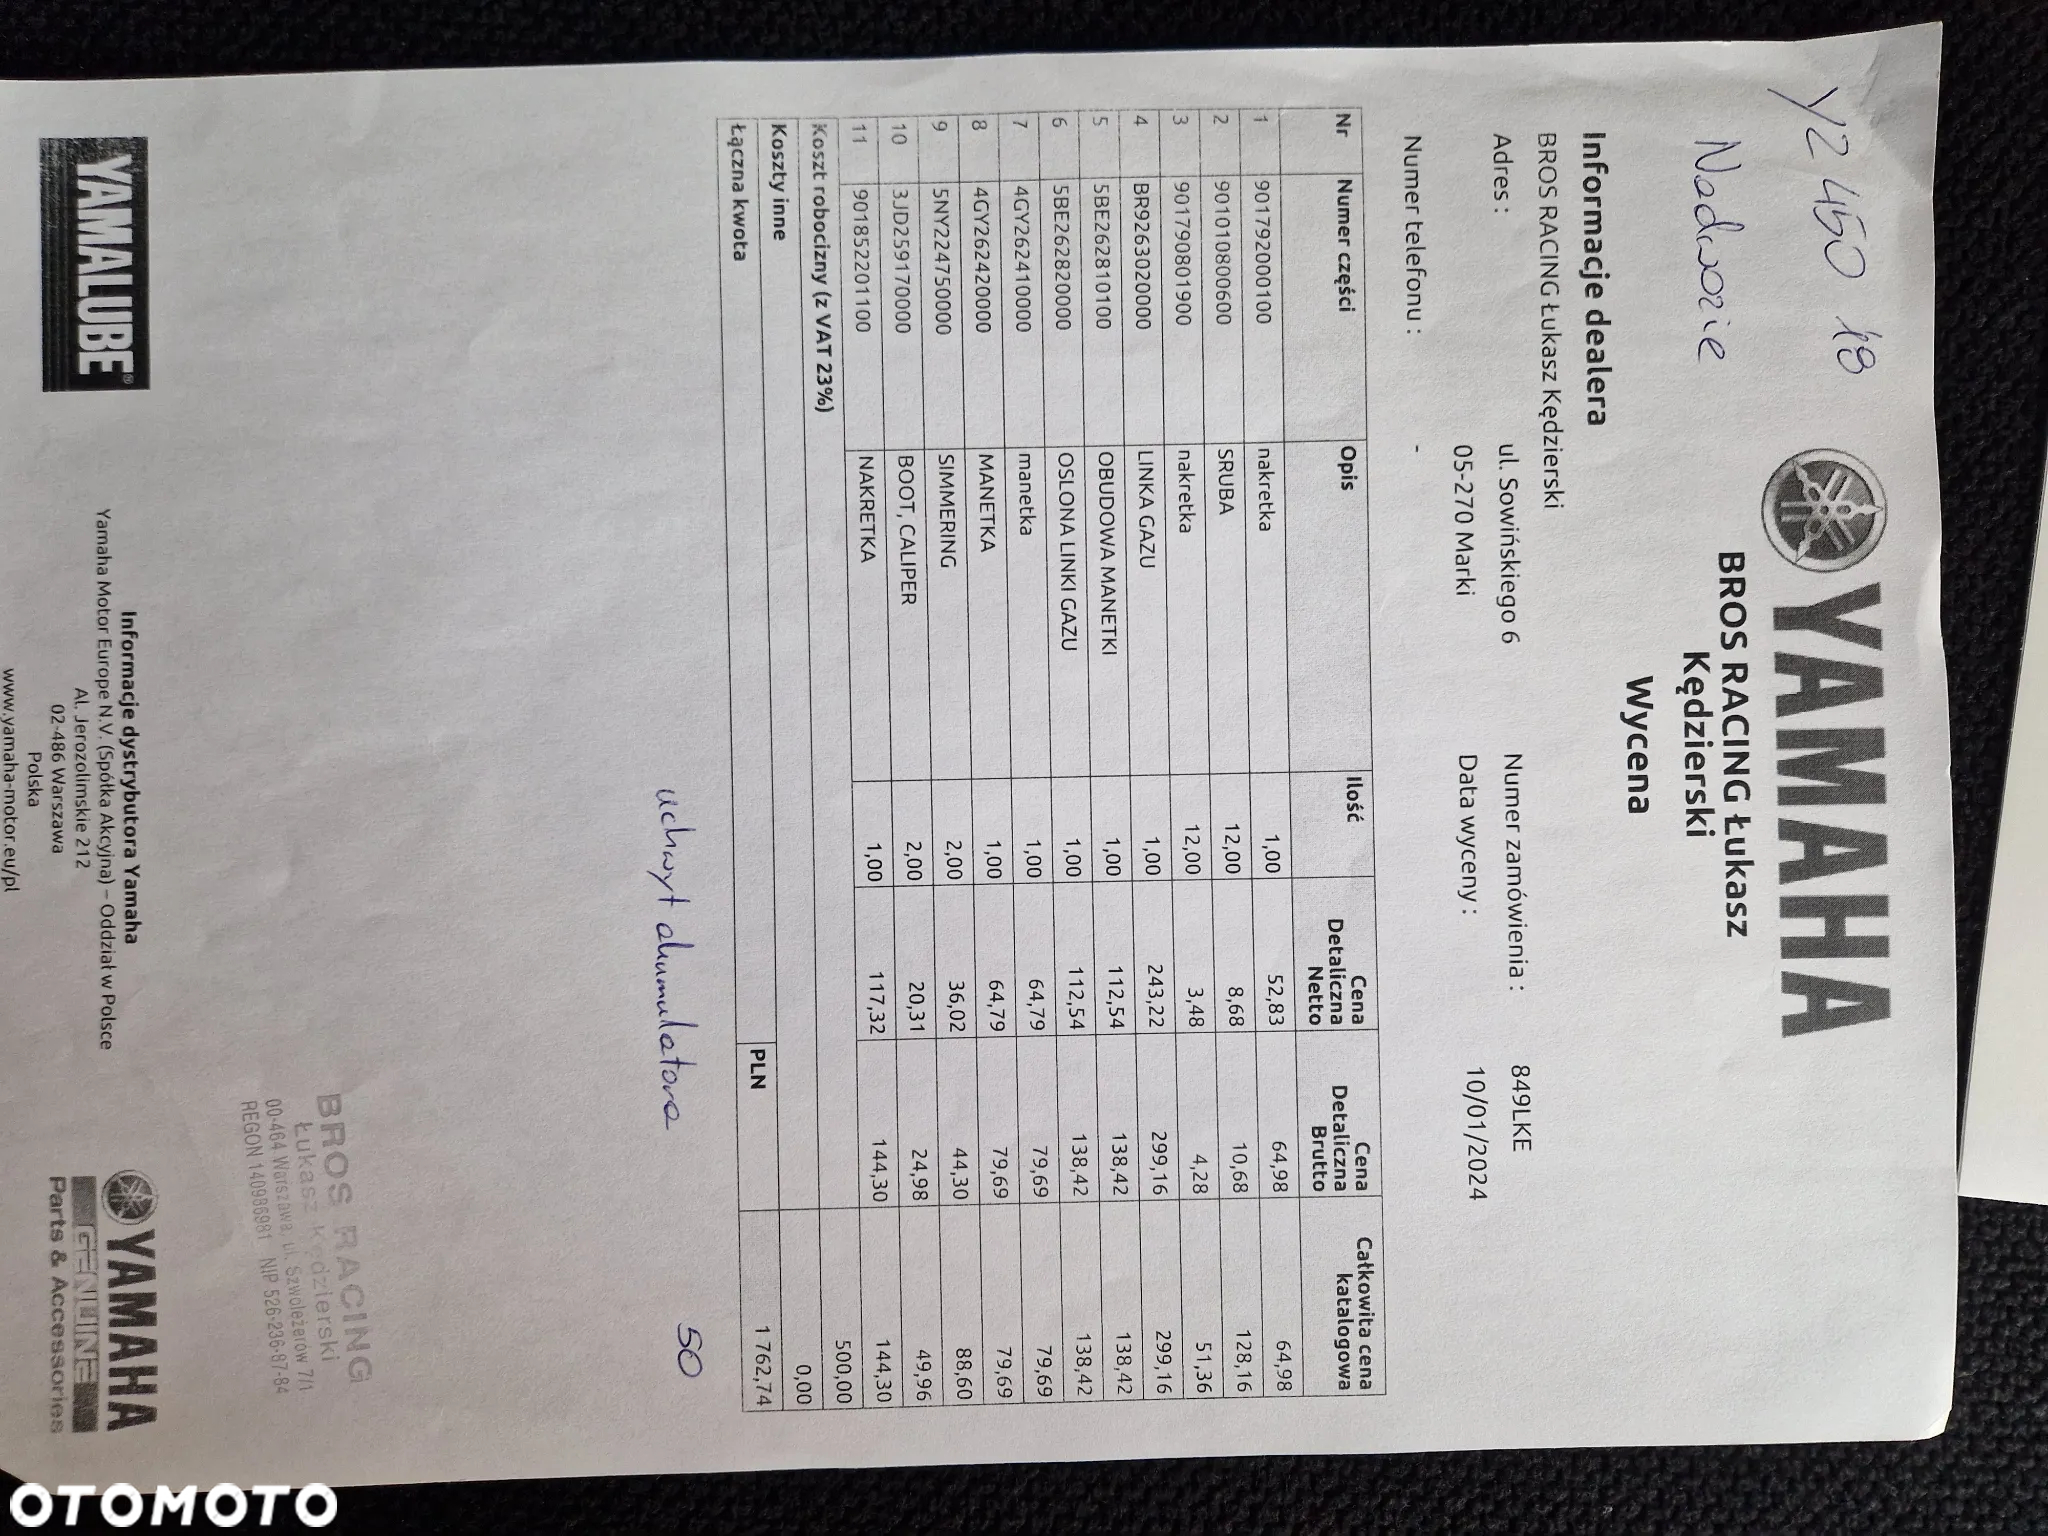 YZ 450 18
Nadwozie
YAMAHA
BROS RACING Łukasz
Kędzierski
Wycena
Informacje dealera
BROS RACING Łukasz Kędzierski
Adres : ul. Sowińskiego 6 Numer zamówienia : 849LKE
05-270 Marki Data wyceny : 10/01/2024
Numer telefonu : -
Nr Numer części Opis Ilość Cena Detaliczna Netto Cena Detaliczna Brutto Całkowita cena katalogowa
1 901792000100 nakretka 1,00 52,83 64,98 64,98
2 901010800600 SRUBA 12,00 8,68 10,68 128,16
3 901790801900 nakretka 12,00 3,48 4,28 51,36
4 BR9263020000 LINKA GAZU 1,00 243,22 299,16 299,16
5 5BE262810100 OBUDOWA MANETKI 1,00 112,54 138,42 138,42
6 5BE262820000 OSLONA LINKI GAZU 1,00 112,54 138,42 138,42
7 4GY262410000 manetka 1,00 64,79 79,69 79,69
8 4GY262420000 MANETKA 1,00 64,79 79,69 79,69
9 5NY224750000 SIMMERING 2,00 36,02 44,30 88,60
10 3JD259170000 BOOT, CALIPER 2,00 20,31 24,98 49,96
11 901852201100 NAKRETKA 1,00 117,32 144,30 144,30
Koszt robocizny (z VAT 23%) 500,00
Koszty inne 0,00
Łączna kwota PLN 1 762,74
uchwyt akumulatora 50
BROS RACING
Łukasz Kędzierski
00-464 Warszawa, ul. Szwoleżerów 7/1
REGON 140986981 NIP 526-236-87-84
YAMALUBE®
Informacje dystrybutora Yamaha
Yamaha Motor Europe N.V. (Spółka Akcyjna) – Oddział w Polsce
Al. Jerozolimskie 212
02-486 Warszawa
Polska
www.yamaha-motor.eu/pl
YAMAHA
GENUINE
Parts & Accessories
OTOMOTO